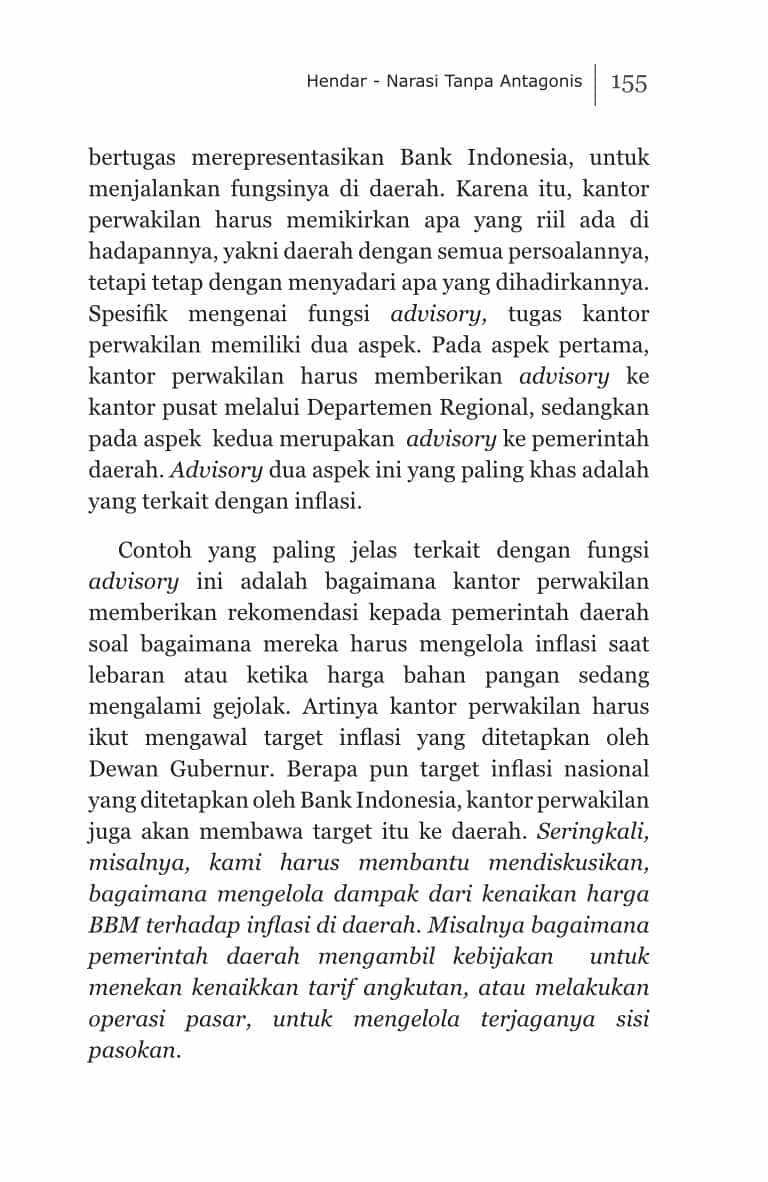 Hendar - Narasi Tanpa Antagonis 155
bertugas merepresentasikan Bank Indonesia, untuk
menjalankan fungsinya di daerah. Karena itu, kantor
perwakilan harus memikirkan apa yang riil ada di
hadapannya, yakni daerah dengan semua persoalannya,
tetapi tetap dengan menyadari apa yang dihadirkannya.
Spesifik mengenai fungsi advisory, tugas kantor
perwakilan memiliki dua aspek. Pada aspek pertama,
kantor perwakilan harus memberikan advisory ke
kantor pusat melalui Departemen Regional, sedangkan
pada aspek kedua merupakan advisory ke pemerintah
daerah. Advisory dua aspek ini yang paling khas adalah
yang terkait dengan inflasi.
Contoh yang paling jelas terkait dengan fungsi
advisory ini adalah bagaimana kantor perwakilan
memberikan rekomendasi kepada pemerintah daerah
soal bagaimana mereka harus mengelola inflasi saat
lebaran atau ketika harga bahan pangan sedang
mengalami gejolak. Artinya kantor perwakilan harus
ikut mengawal target inflasi yang ditetapkan oleh
Dewan Gubernur. Berapa pun target inflasi nasional
yang ditetapkan oleh Bank Indonesia, kantor perwakilan
juga akan membawa target itu ke daerah. Seringkali,
misalnya, kami harus membantu mendiskusikan,
bagaimana mengelola dampak dari kenaikan harga
BBM terhadap inflasi di daerah. Misalnya bagaimana
pemerintah daerah mengambil kebijakan untuk
menekan kenaikkan tarif angkutan, atau melakukan
operasi pasar, untuk mengelola terjaganya sisi
pasokan.